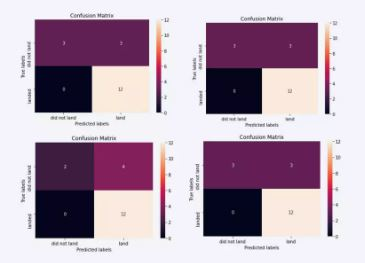 Confusion Matrix
12
10
8
6
4
2
0
did not land
landed
True labels
3 3
0 12
did not land land
Predicted labels
Confusion Matrix
12
10
8
6
4
2
0
did not land
landed
True labels
3 3
0 12
did not land land
Predicted labels
Confusion Matrix
12
10
8
6
4
2
0
did not land
landed
True labels
2 4
0 12
did not land land
Predicted labels
Confusion Matrix
12
10
8
6
4
2
0
did not land
landed
True labels
3 3
0 12
did not land land
Predicted labels